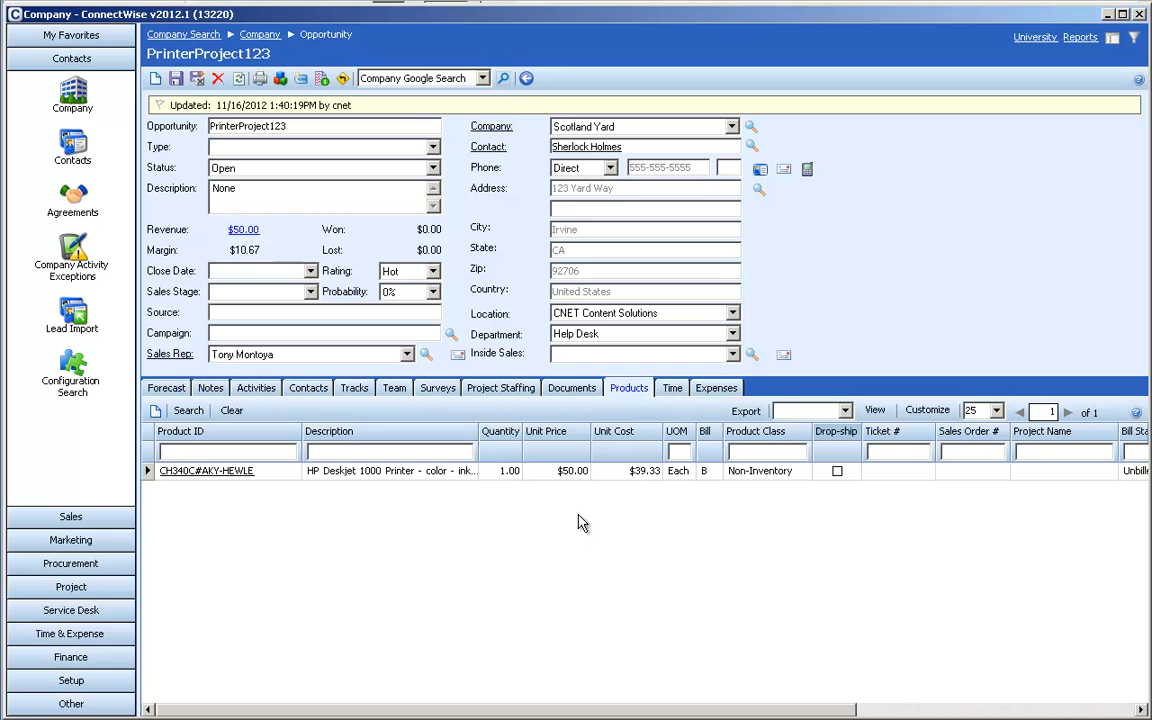 Company - ConnectWise v2012.1 (13220)
My Favorites
Contacts
Company
Contacts
Agreements
Company Activity
Exceptions
Lead Import
Configuration
Search
Sales
Marketing
Procurement
Project
Service Desk
Time & Expense
Finance
Setup
Other
Company Search Company Opportunity
University Reports
PrinterProject123
Company Google Search
Updated: 11/16/2012 1:40:19PM by cnet
Opportunity: PrinterProject123
Type:
Status: Open
Description: None
Revenue: $50.00 Won: $0.00
Margin: $10.67 Lost: $0.00
Close Date: Rating: Hot
Sales Stage: Probability: 0%
Source:
Campaign:
Sales Rep: Tony Montoya
Company: Scotland Yard
Contact: Sherlock Holmes
Phone: Direct 555-555-5555
Address: 123 Yard Way
City: Irvine
State: CA
Zip: 92706
Country: United States
Location: CNET Content Solutions
Department: Help Desk
Inside Sales:
Forecast Notes Activities Contacts Tracks Team Surveys Project Staffing Documents Products Time Expenses
Search Clear Export View Customize 25 1 of 1
Product ID Description Quantity Unit Price Unit Cost UOM Bill Product Class Drop-ship Ticket # Sales Order # Project Name Bill Sta
CH340C#AKY-HEWLE HP Deskjet 1000 Printer - color - ink... 1.00 $50.00 $39.33 Each B Non-Inventory Unbille